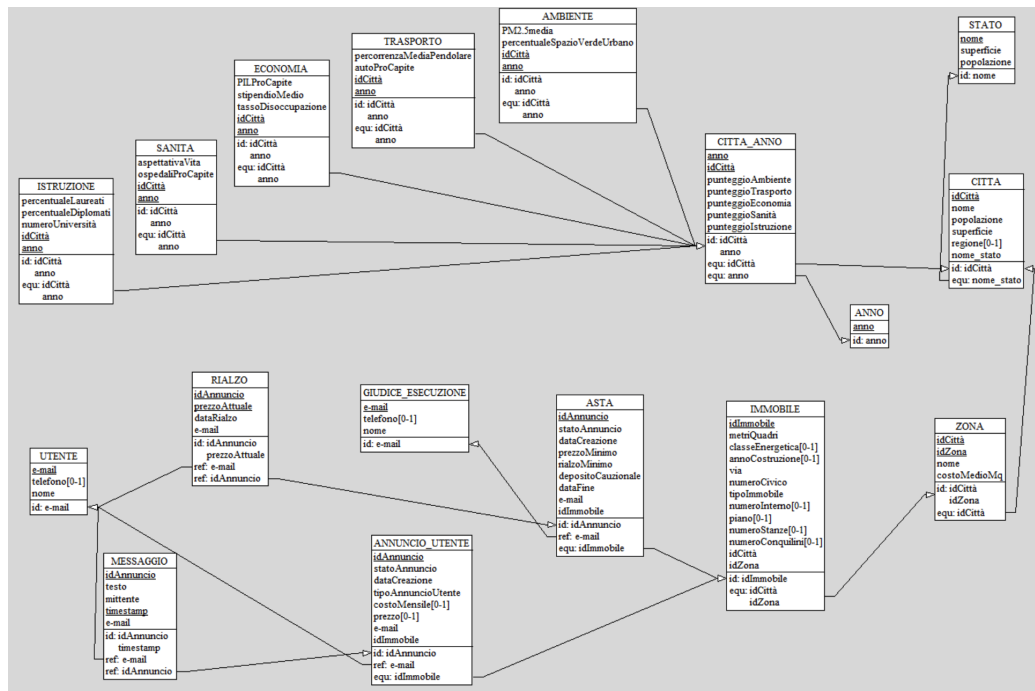 AMBIENTE
PM2.5media
percentualeSpazioVerdeUrbano
idCittà
anno
id: idCittà
anno
equ: idCittà
anno
STATO
nome
superficie
popolazione
id: nome
TRASPORTO
percorrenzaMediaPendolare
autoProCapite
idCittà
anno
id: idCittà
anno
equ: idCittà
anno
ECONOMIA
PILProCapite
stipendioMedio
tassoDisoccupazione
idCittà
anno
id: idCittà
anno
equ: idCittà
anno
SANITA
aspettativaVita
ospedaliProCapite
idCittà
anno
id: idCittà
anno
equ: idCittà
anno
ISTRUZIONE
percentualeLaureati
percentualeDiplomati
numeroUniversità
idCittà
anno
id: idCittà
anno
equ: idCittà
anno
CITTA_ANNO
anno
idCittà
punteggioAmbiente
punteggioTrasporto
punteggioEconomia
punteggioSanità
punteggioIstruzione
id: idCittà
anno
equ: idCittà
equ: anno
CITTA
idCittà
nome
popolazione
superficie
regione[0-1]
nome_stato
id: idCittà
equ: nome_stato
ANNO
anno
id: anno
RIALZO
idAnnuncio
prezzoAttuale
dataRialzo
e-mail
id: idAnnuncio
prezzoAttuale
ref: e-mail
ref: idAnnuncio
GIUDICE_ESECUZIONE
e-mail
telefono[0-1]
nome
id: e-mail
ASTA
idAnnuncio
statoAnnuncio
dataCreazione
prezzoMinimo
rialzoMinimo
depositoCauzionale
dataFine
e-mail
idImmobile
id: idAnnuncio
ref: e-mail
equ: idImmobile
IMMOBILE
idImmobile
metriQuadri
classeEnergetica[0-1]
annoCostruzione[0-1]
via
numeroCivico
tipoImmobile
numeroInterno[0-1]
piano[0-1]
numeroStanze[0-1]
numeroConquilini[0-1]
idCittà
idZona
id: idImmobile
equ: idCittà
idZona
ZONA
idCittà
idZona
nome
costoMedioMq
id: idCittà
idZona
equ: idCittà
UTENTE
e-mail
telefono[0-1]
nome
id: e-mail
MESSAGGIO
idAnnuncio
testo
mittente
timestamp
e-mail
id: idAnnuncio
timestamp
ref: e-mail
ref: idAnnuncio
ANNUNCIO_UTENTE
idAnnuncio
statoAnnuncio
dataCreazione
tipoAnnuncioUtente
costoMensile[0-1]
prezzo[0-1]
e-mail
idImmobile
id: idAnnuncio
ref: e-mail
equ: idImmobile